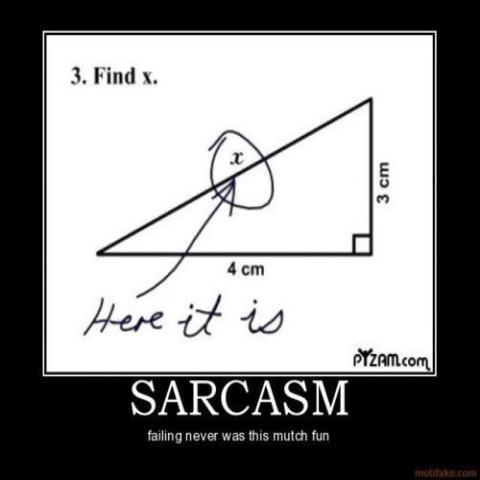 3. Find x.
x
3 cm
4 cm
Here it is
PYZAM.com
SARCASM
failing never was this mutch fun
motifake.com